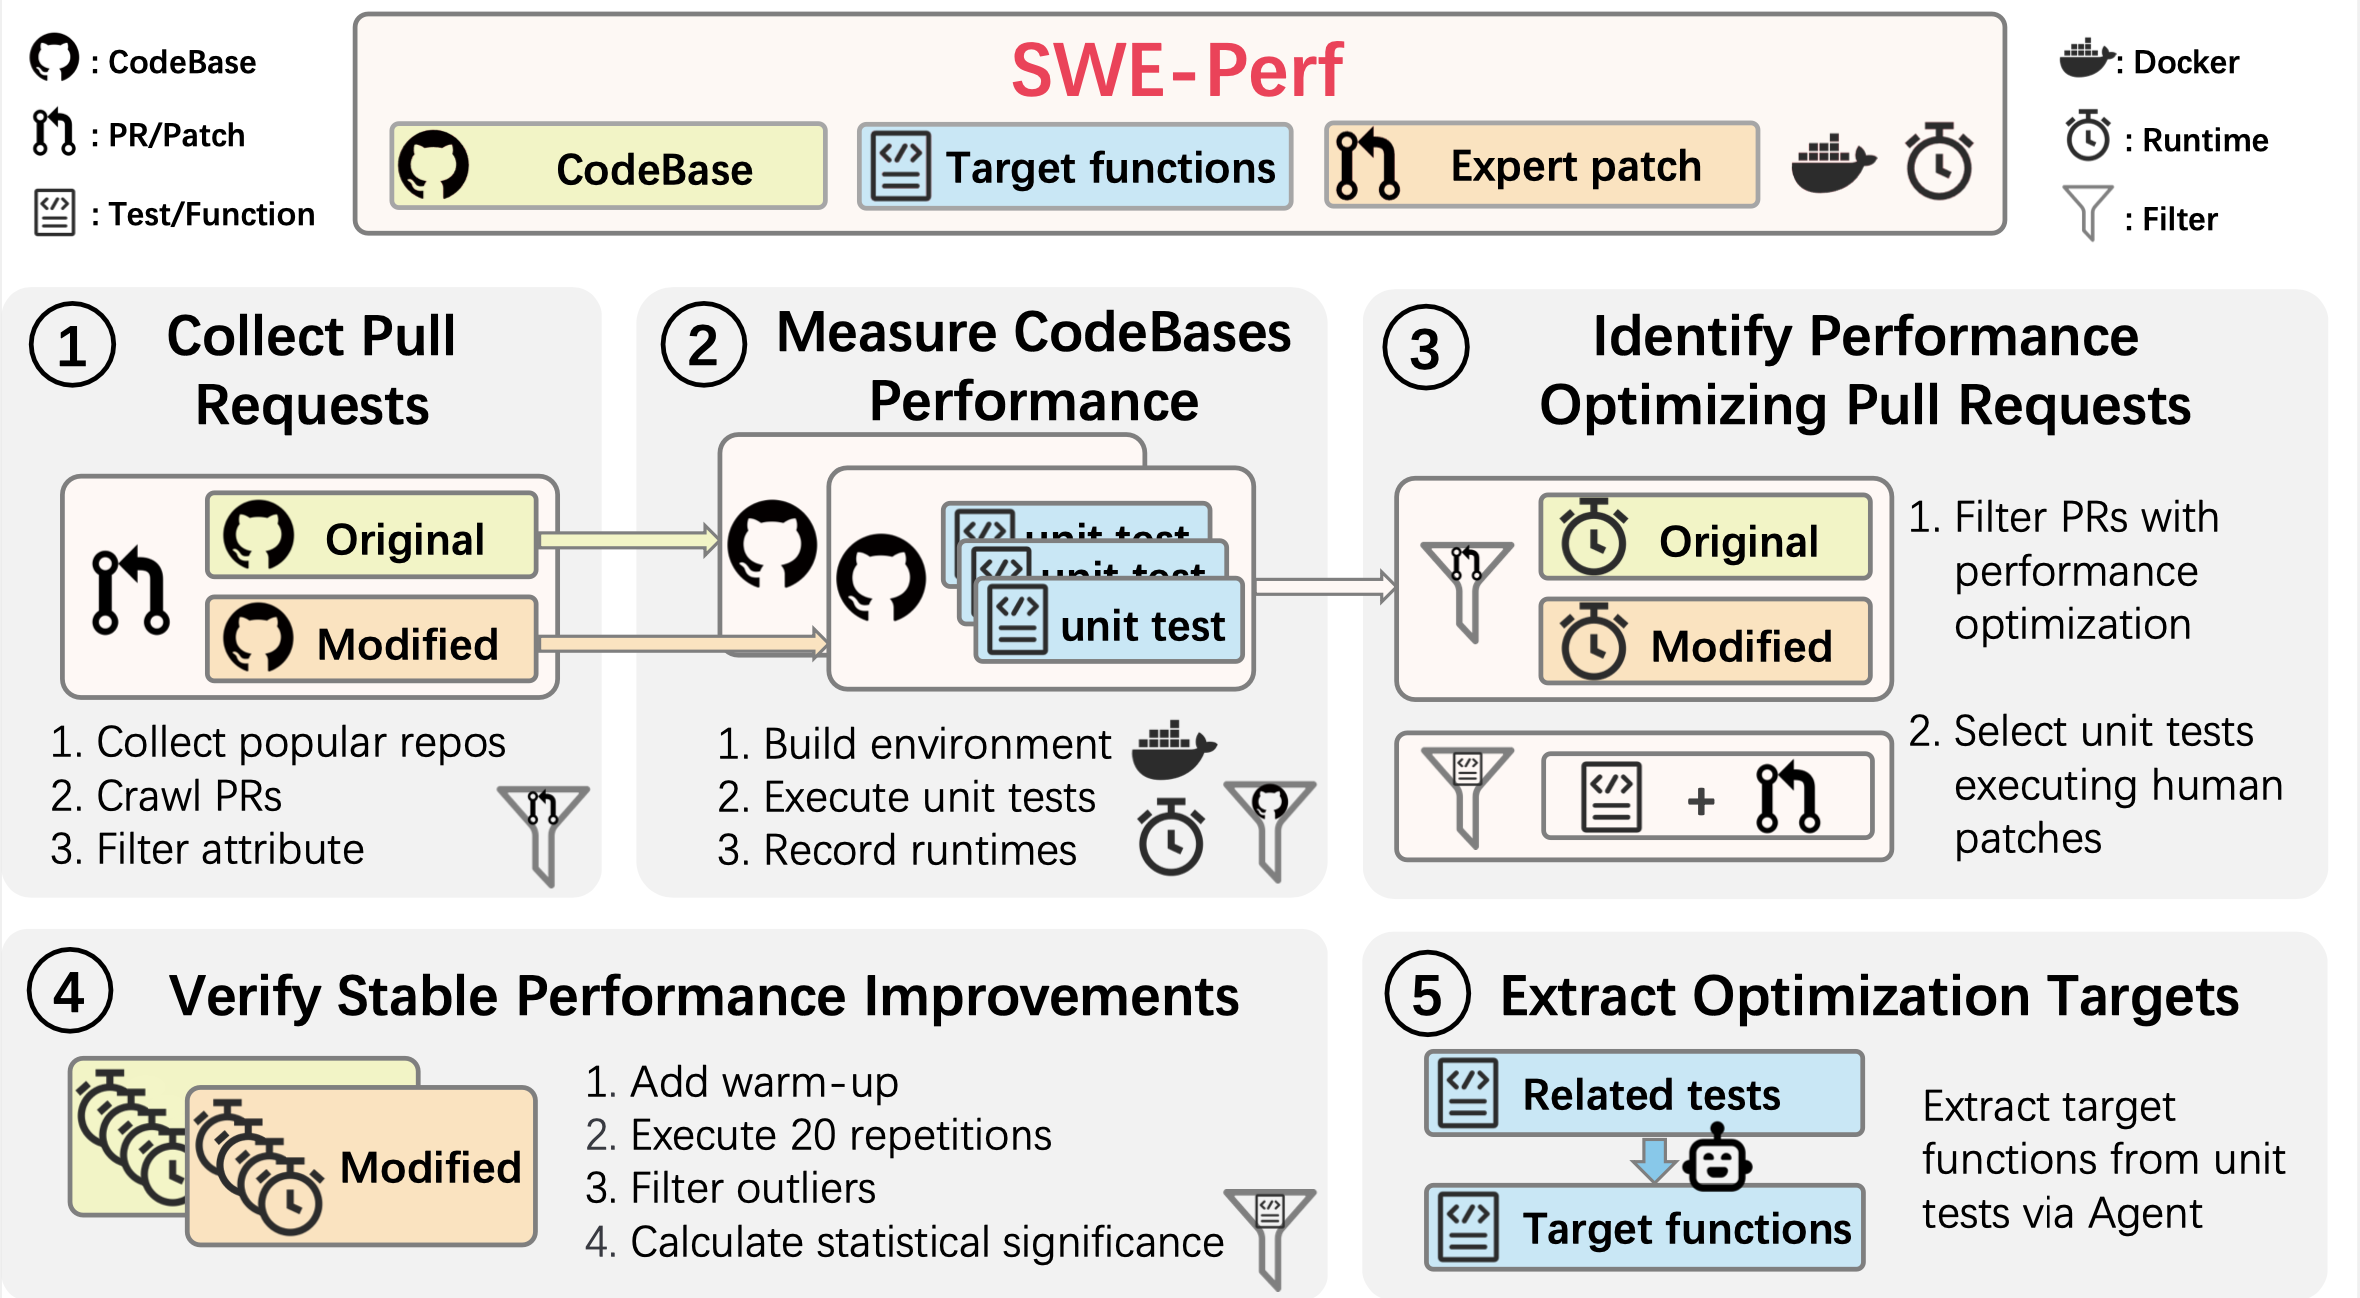 : CodeBase
: PR/Patch
: Test/Function
SWE-Perf
CodeBase
Target functions
Expert patch
: Docker
: Runtime
: Filter
1
Collect Pull
Requests
Original
Modified
1. Collect popular repos
2. Crawl PRs
3. Filter attribute
2
Measure CodeBases
Performance
unit test
unit test
unit test
1. Build environment
2. Execute unit tests
3. Record runtimes
3
Identify Performance
Optimizing Pull Requests
Original
Modified
1. Filter PRs with
performance
optimization
+
2. Select unit tests
executing human
patches
4
Verify Stable Performance Improvements
Modified
1. Add warm-up
2. Execute 20 repetitions
3. Filter outliers
4. Calculate statistical significance
5
Extract Optimization Targets
Related tests
Target functions
Extract target
functions from unit
tests via Agent